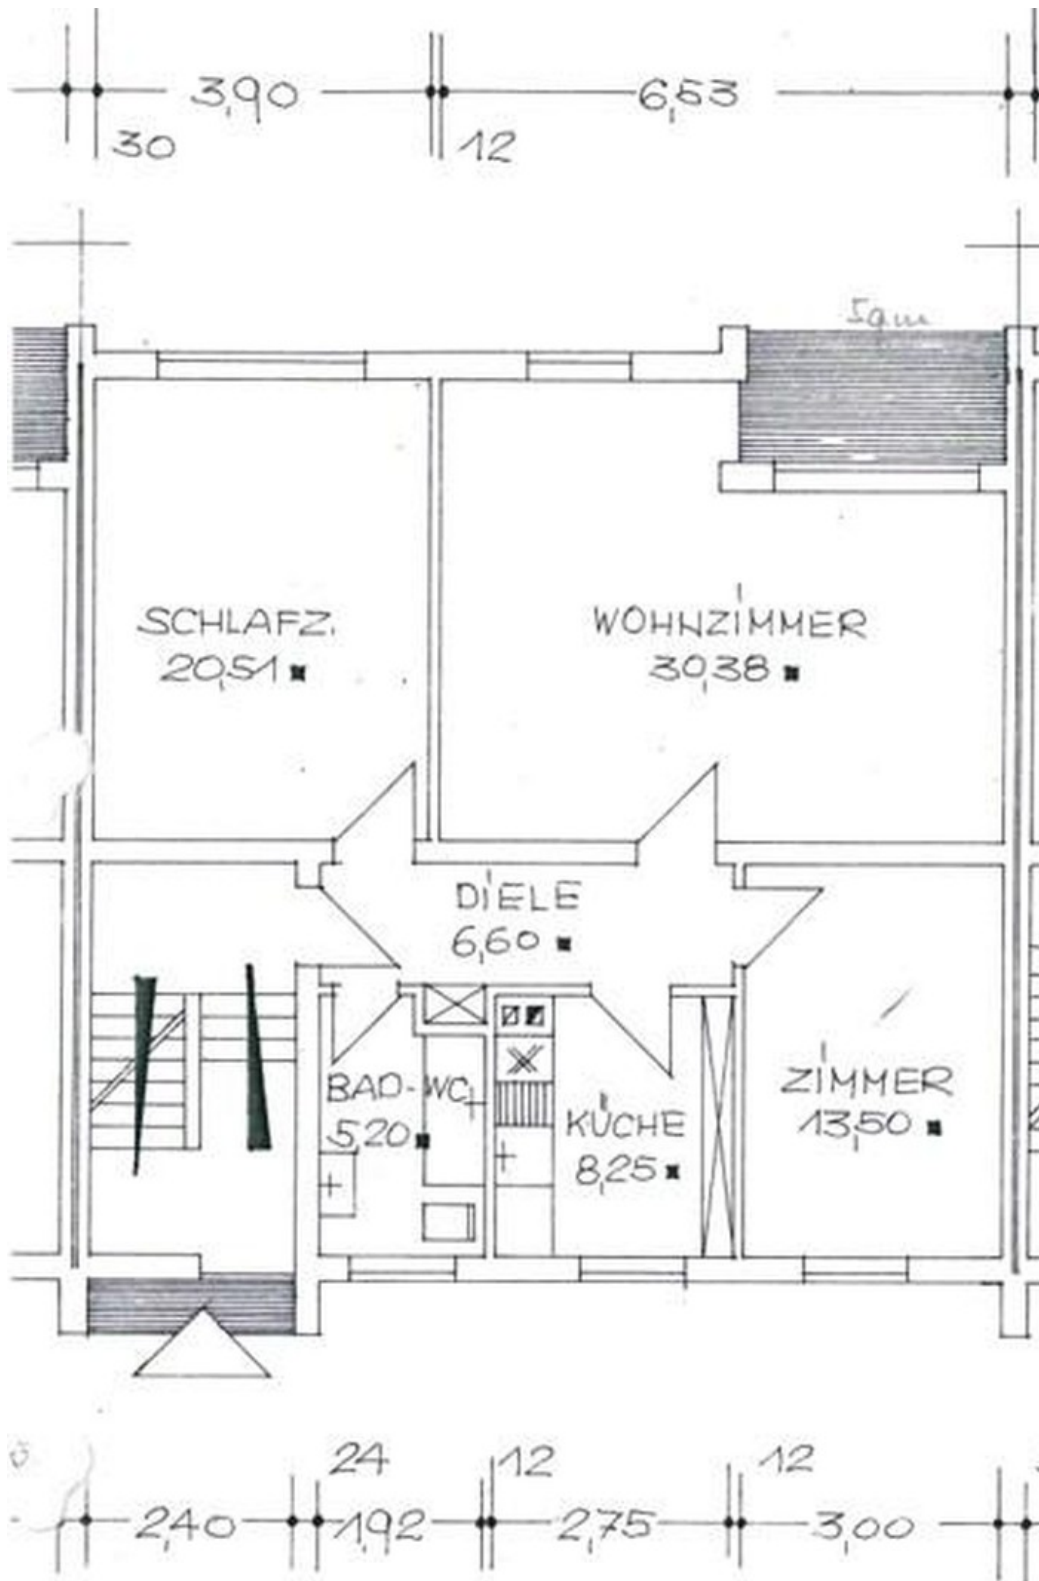 3,90
6,53
30
12
5qm
SCHLAFZ.
20,51
WOHNZIMMER
30,38
DIELE
6,60
BAD-WC
5,20
KÜCHE
8,25
ZIMMER
13,50
24
12
12
2,40
1,92
2,75
3,00